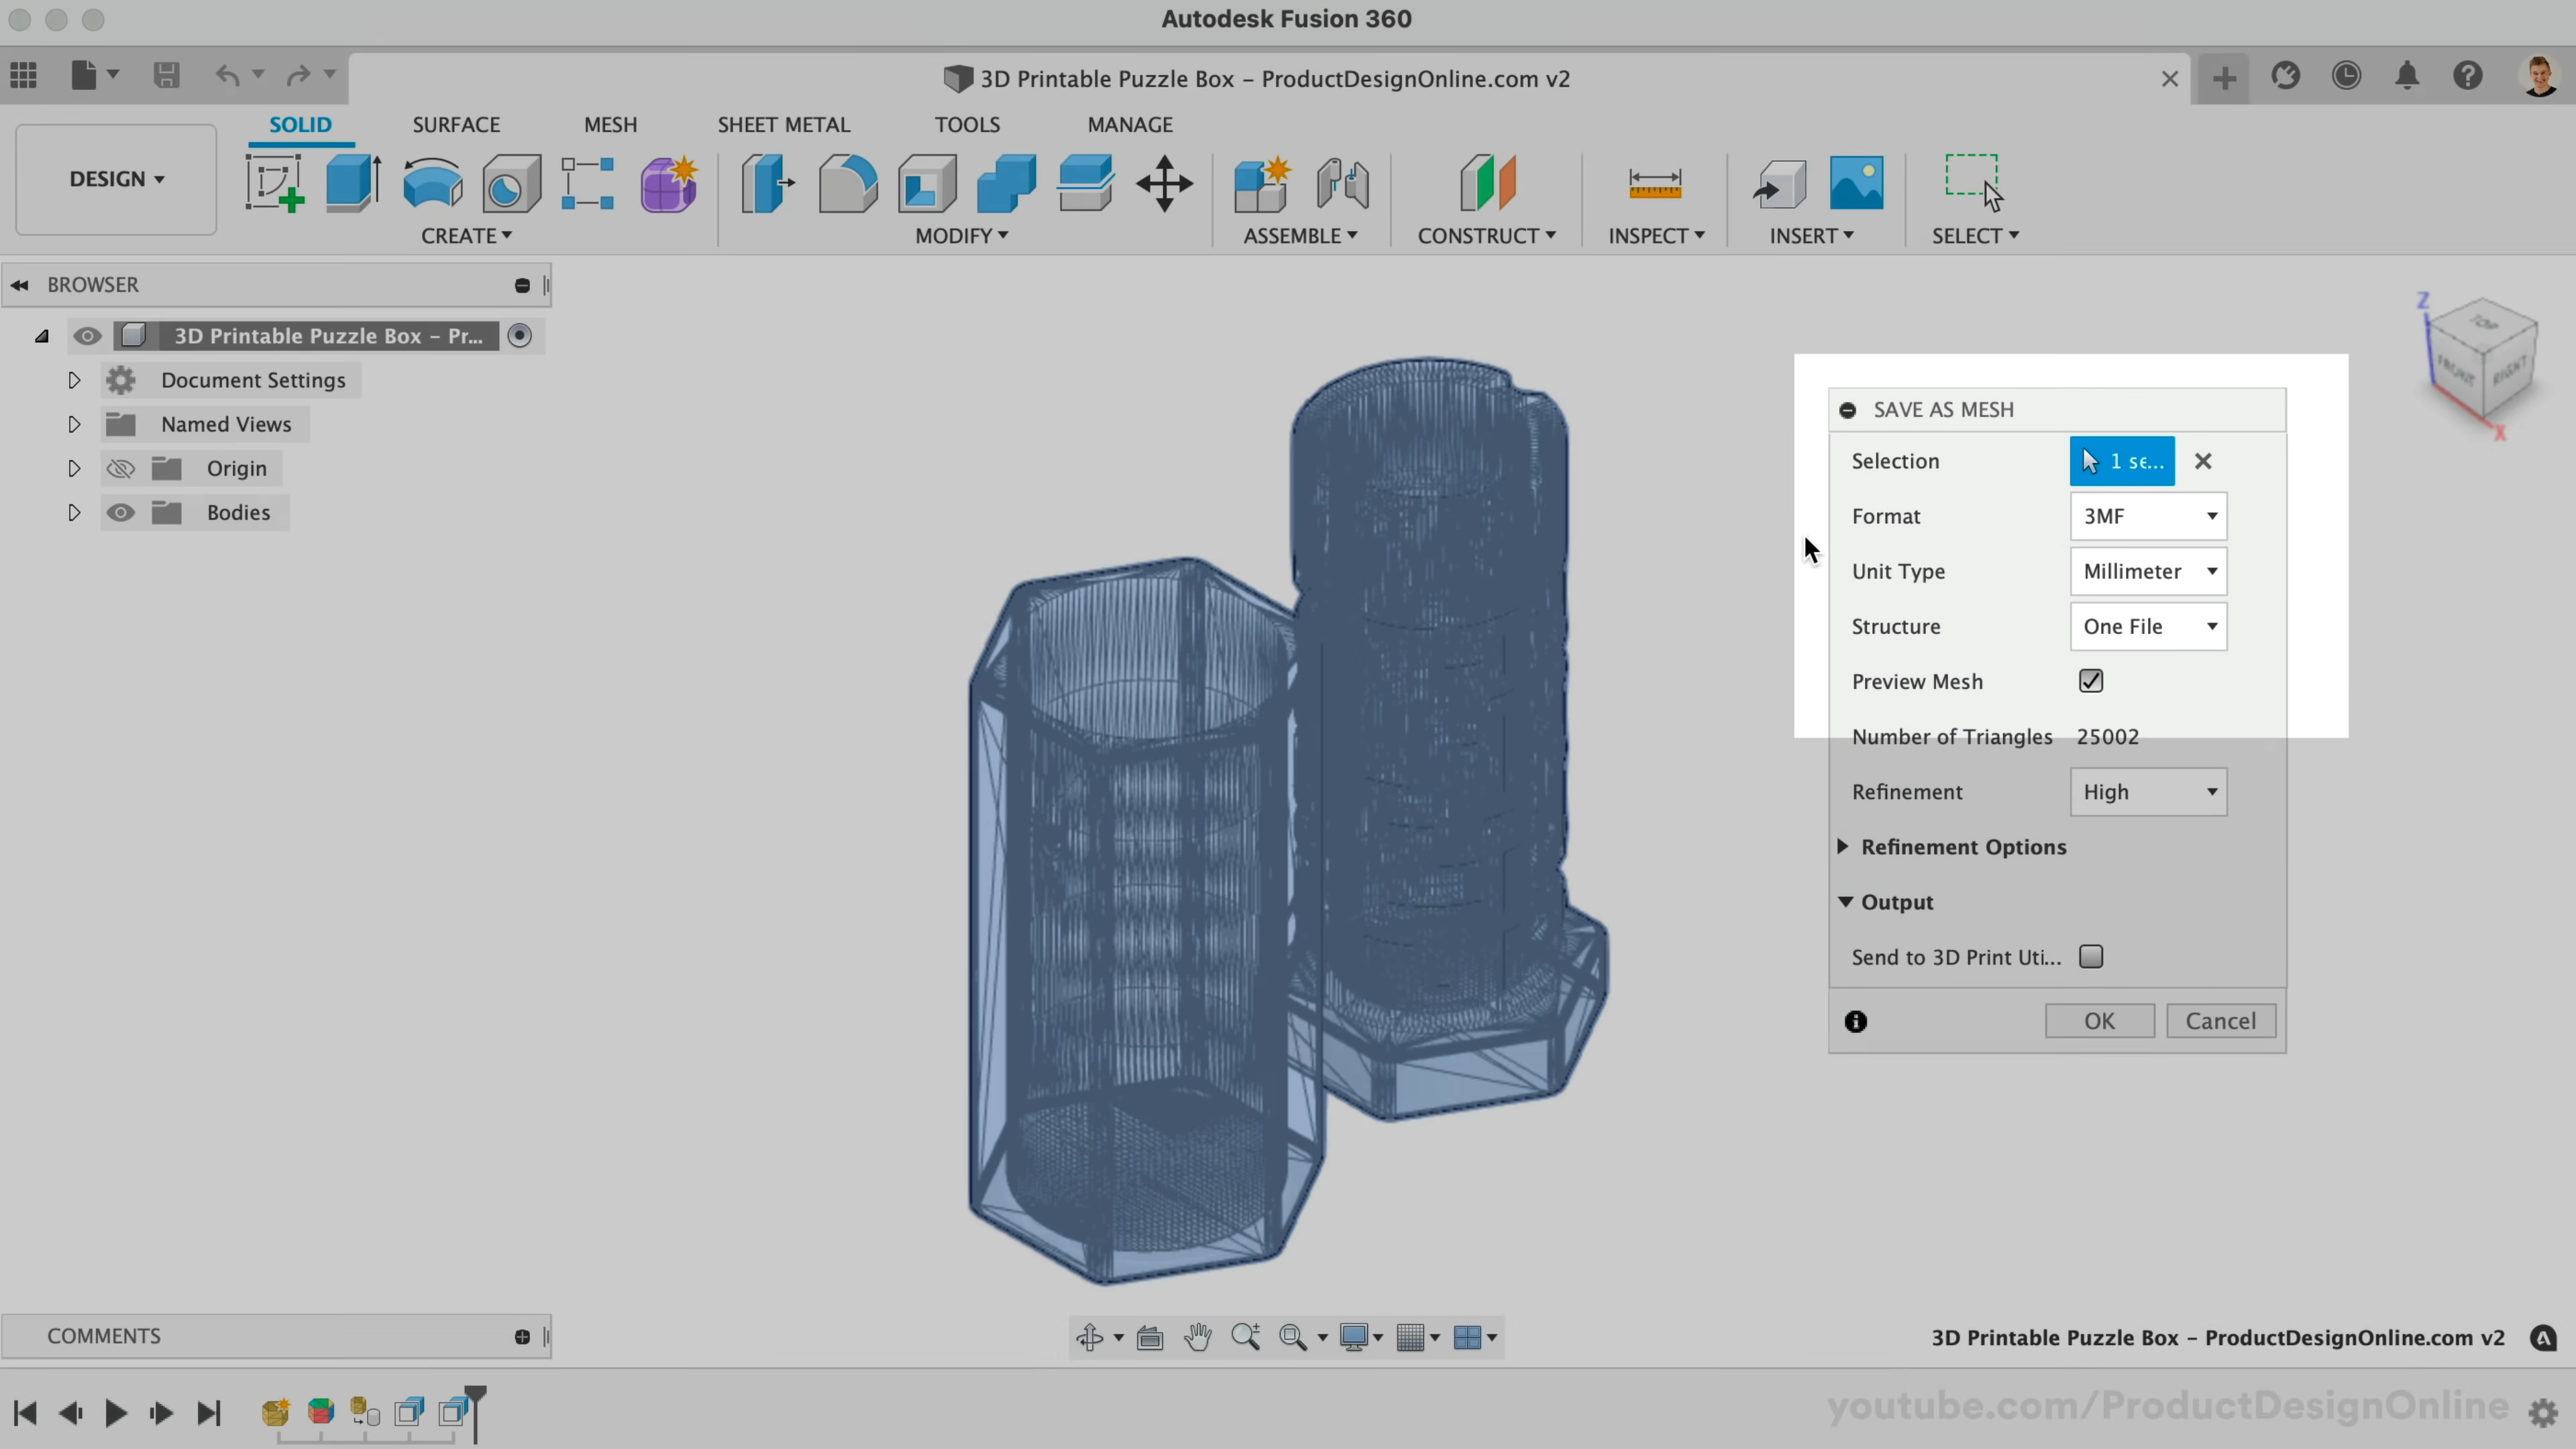 Autodesk Fusion 360
3D Printable Puzzle Box – ProductDesignOnline.com v2
SOLID
SURFACE
MESH
SHEET METAL
TOOLS
MANAGE
DESIGN
CREATE
MODIFY
ASSEMBLE
CONSTRUCT
INSPECT
INSERT
SELECT
BROWSER
3D Printable Puzzle Box – Pr...
Document Settings
Named Views
Origin
Bodies
Z
TOP
FRONT
RIGHT
X
SAVE AS MESH
Selection 1 se...
Format 3MF
Unit Type Millimeter
Structure One File
Preview Mesh
Number of Triangles 25002
Refinement High
Refinement Options
Output
Send to 3D Print Uti...
OK Cancel
COMMENTS
3D Printable Puzzle Box – ProductDesignOnline.com v2
youtube.com/ProductDesignOnline